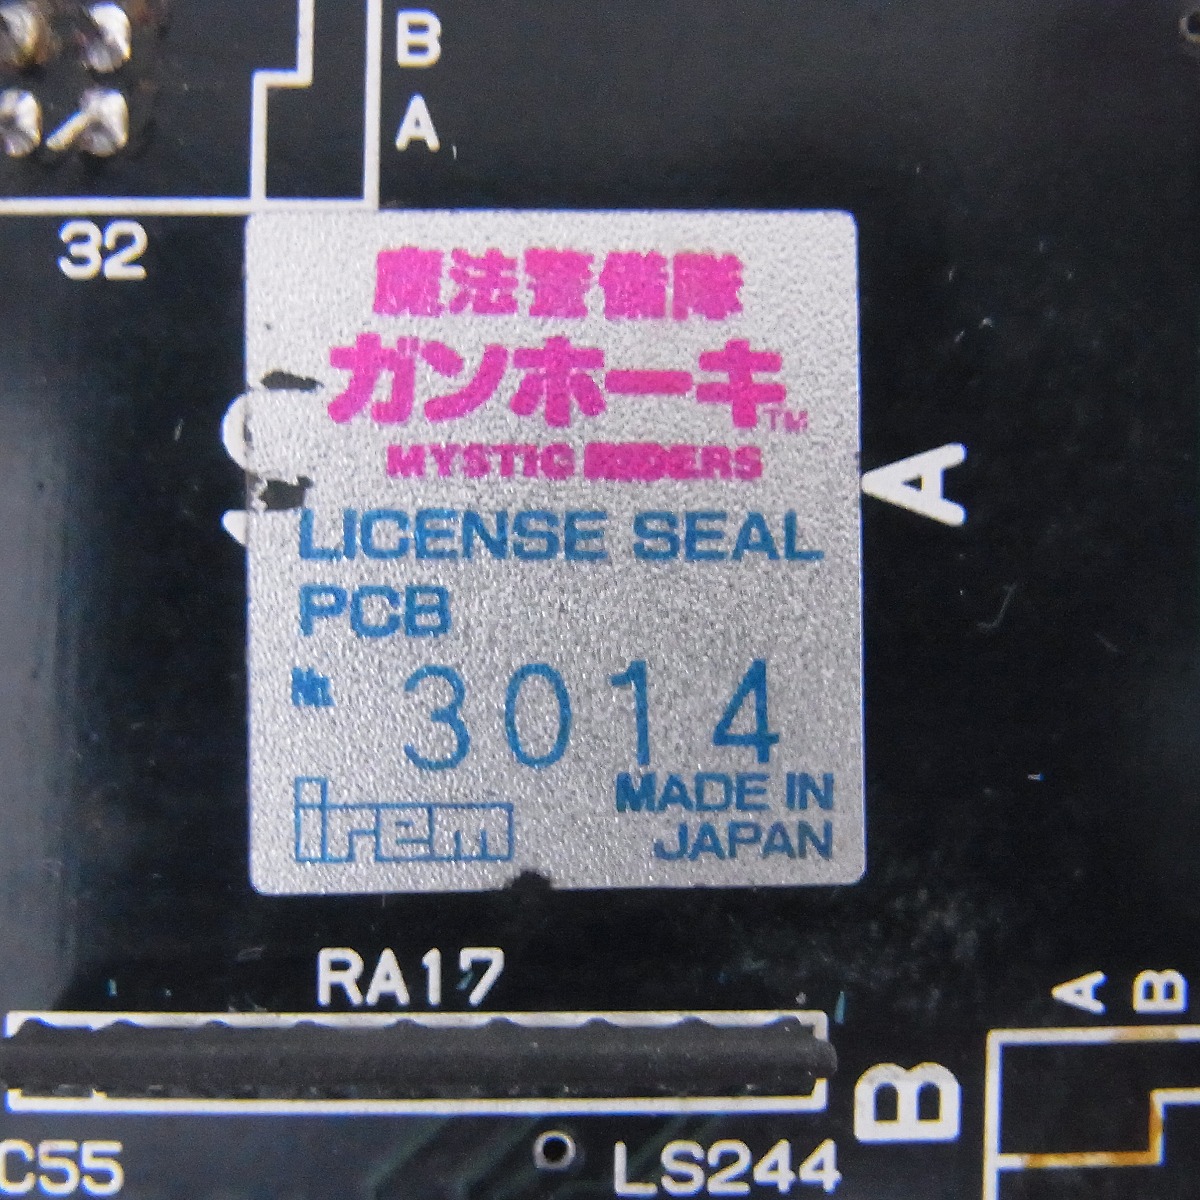 B
A
32
魔法警備隊
ガンホーキ
TM
MYSTIC RIDERS
LICENSE SEAL
PCB
№ 3014
irem
MADE IN
JAPAN
A
RA17
A
B
B
C55
LS244